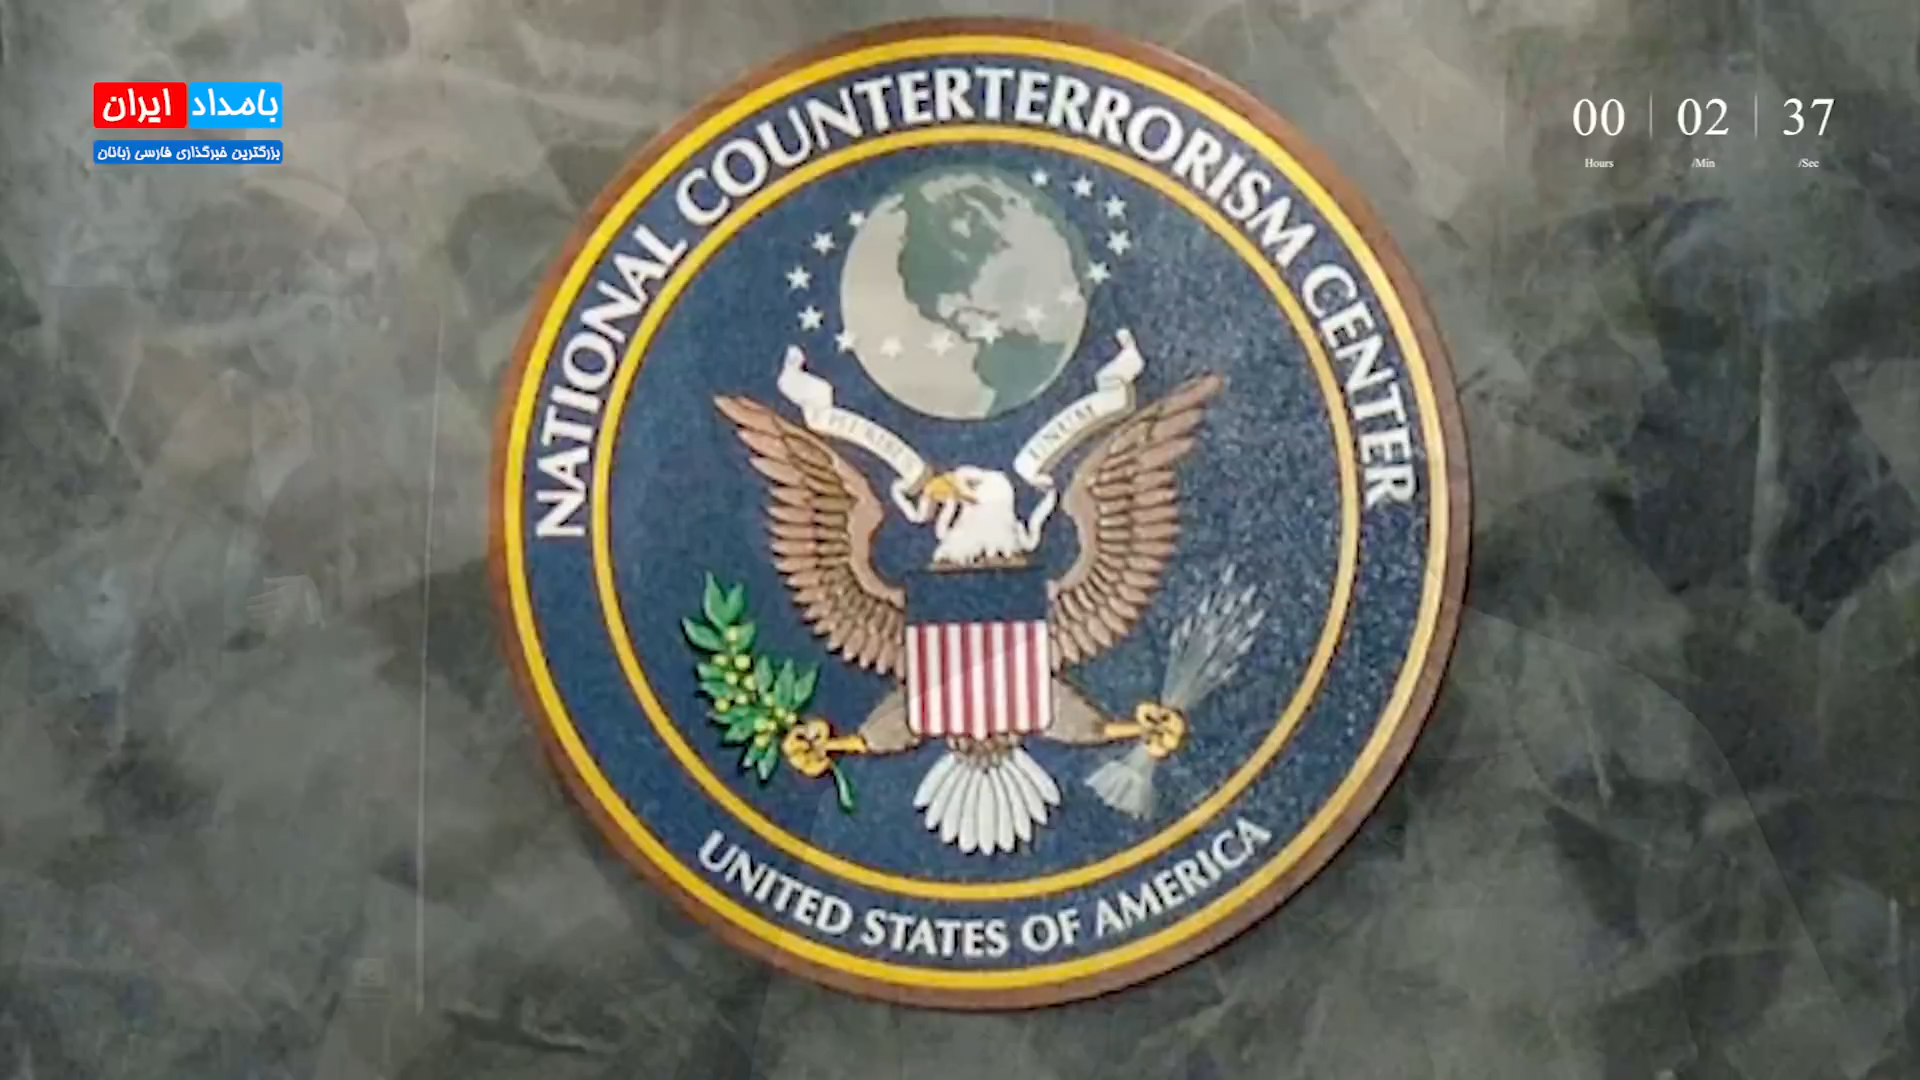 بامداد ایران
بزرگترین خبرگذاری فارسی زبانان
00 02 37
Hours /Min /Sec
NATIONAL COUNTERTERRORISM CENTER
UNUM
UNITED STATES OF AMERICA